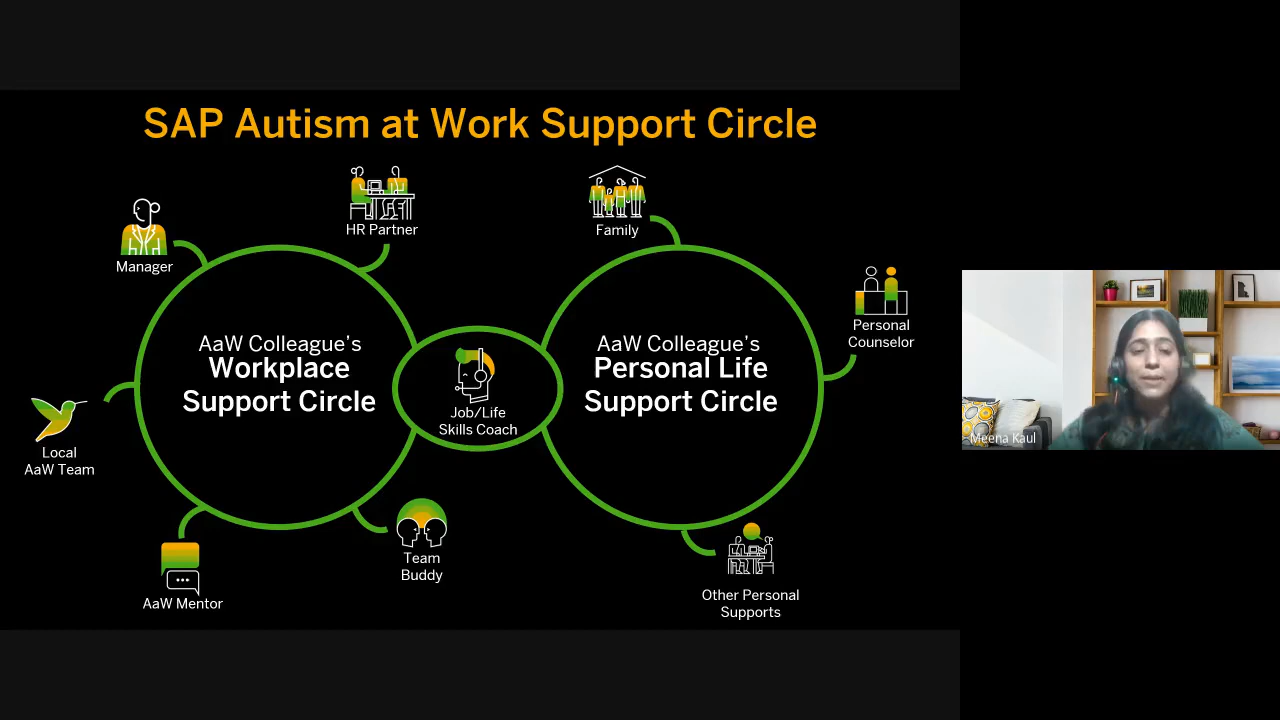 SAP Autism at Work Support Circle
HR Partner
Family
Manager
Personal
Counselor
AaW Colleague's
Workplace
Support Circle
AaW Colleague's
Personal Life
Support Circle
Job/Life
Skills Coach
Local
AaW Team
Team
Buddy
AaW Mentor
Other Personal
Supports
Meena Kaul